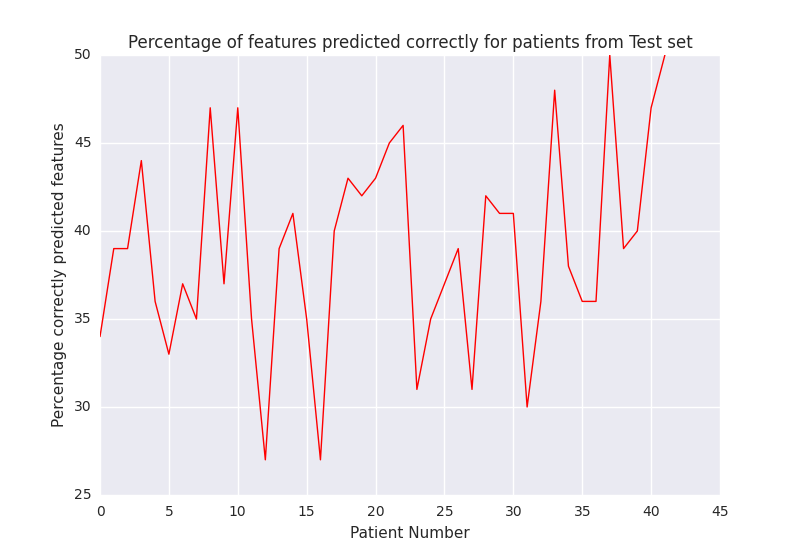 Percentage of features predicted correctly for patients from Test set
50
45
40
35
30
25
Percentage correctly predicted features
0 5 10 15 20 25 30 35 40 45
Patient Number